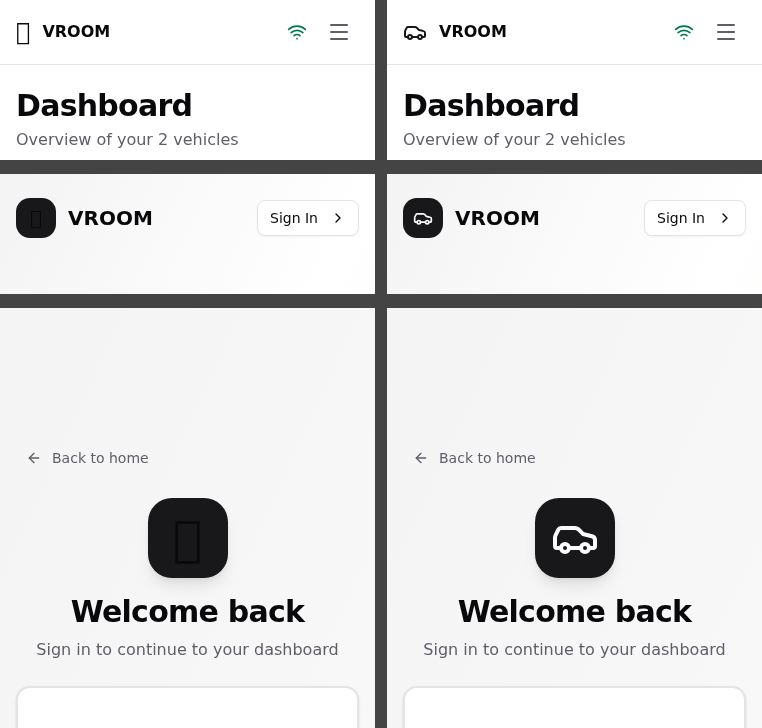 VROOM
Dashboard
Overview of your 2 vehicles
VROOM
Dashboard
Overview of your 2 vehicles
VROOM
Sign In
VROOM
Sign In
Back to home
Welcome back
Sign in to continue to your dashboard
Back to home
Welcome back
Sign in to continue to your dashboard